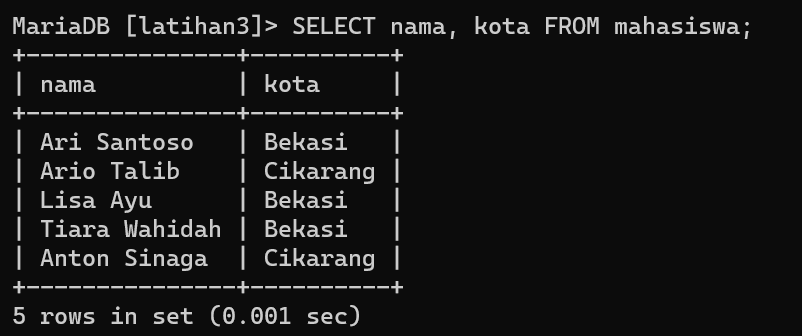 MariaDB [latihan3]> SELECT nama, kota FROM mahasiswa;
+---------------+----------+
| nama          | kota     |
+---------------+----------+
| Ari Santoso   | Bekasi   |
| Ario Talib    | Cikarang |
| Lisa Ayu      | Bekasi   |
| Tiara Wahidah | Bekasi   |
| Anton Sinaga  | Cikarang |
+---------------+----------+
5 rows in set (0.001 sec)